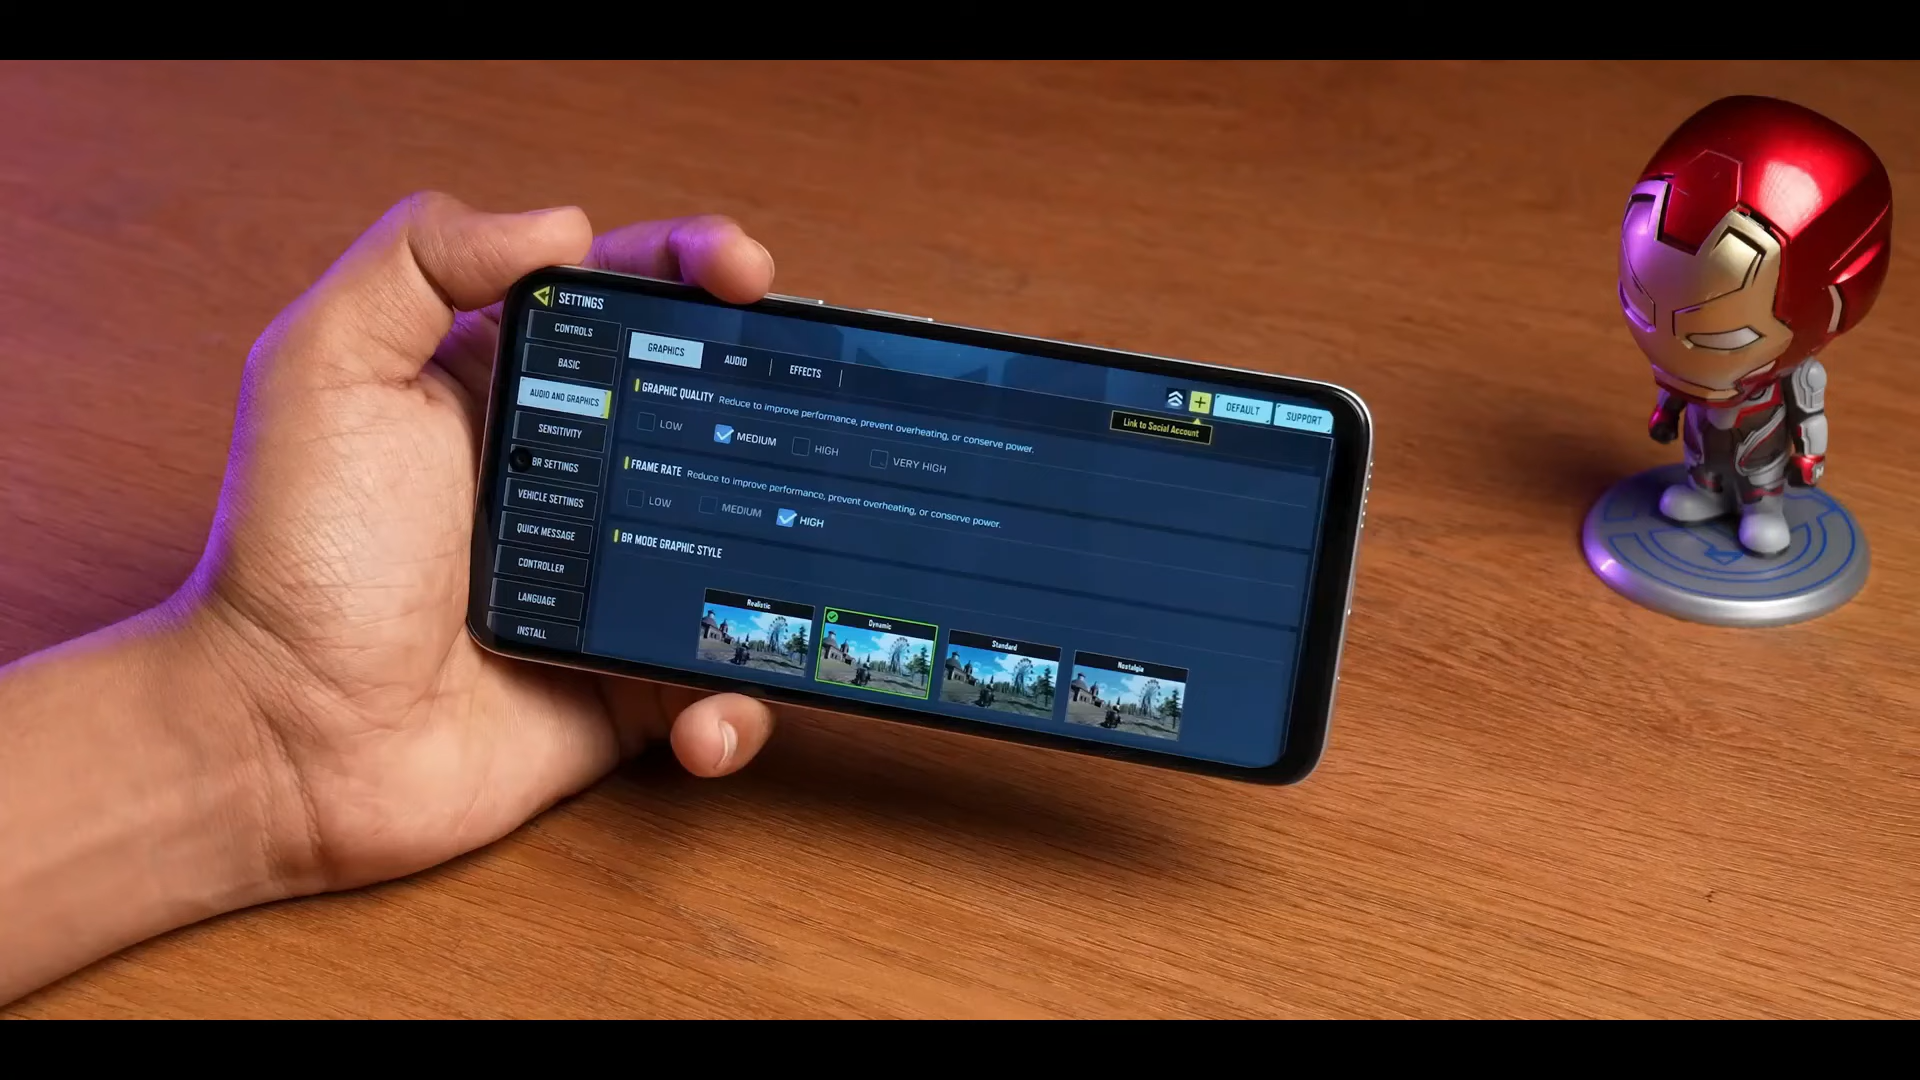 SETTINGS
CONTROLS
BASIC
AUDIO AND GRAPHICS
SENSITIVITY
BR SETTINGS
VEHICLE SETTINGS
QUICK MESSAGE
CONTROLLER
LANGUAGE
INSTALL
GRAPHICS
AUDIO
EFFECTS
DEFAULT
SUPPORT
Link to Social Account
GRAPHIC QUALITY Reduce to improve performance, prevent overheating, or conserve power.
LOW MEDIUM HIGH VERY HIGH
FRAME RATE Reduce to improve performance, prevent overheating, or conserve power.
LOW MEDIUM HIGH
BR MODE GRAPHIC STYLE
Realistic
Dynamic
Standard
Nostalgia